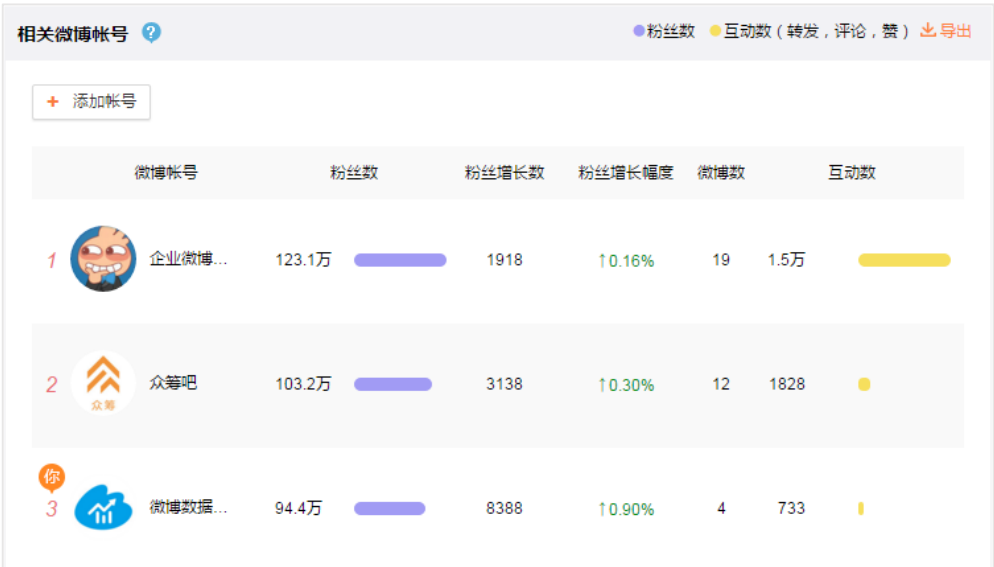 相关微博帐号 ? 粉丝数 互动数(转发,评论,赞) 导出
+ 添加帐号
微博帐号 粉丝数 粉丝增长数 粉丝增长幅度 微博数 互动数
1 企业微博... 123.1万 1918 ↑0.16% 19 1.5万
2 众筹 众筹吧 103.2万 3138 ↑0.30% 12 1828
你
3 微博数据... 94.4万 8388 ↑0.90% 4 733